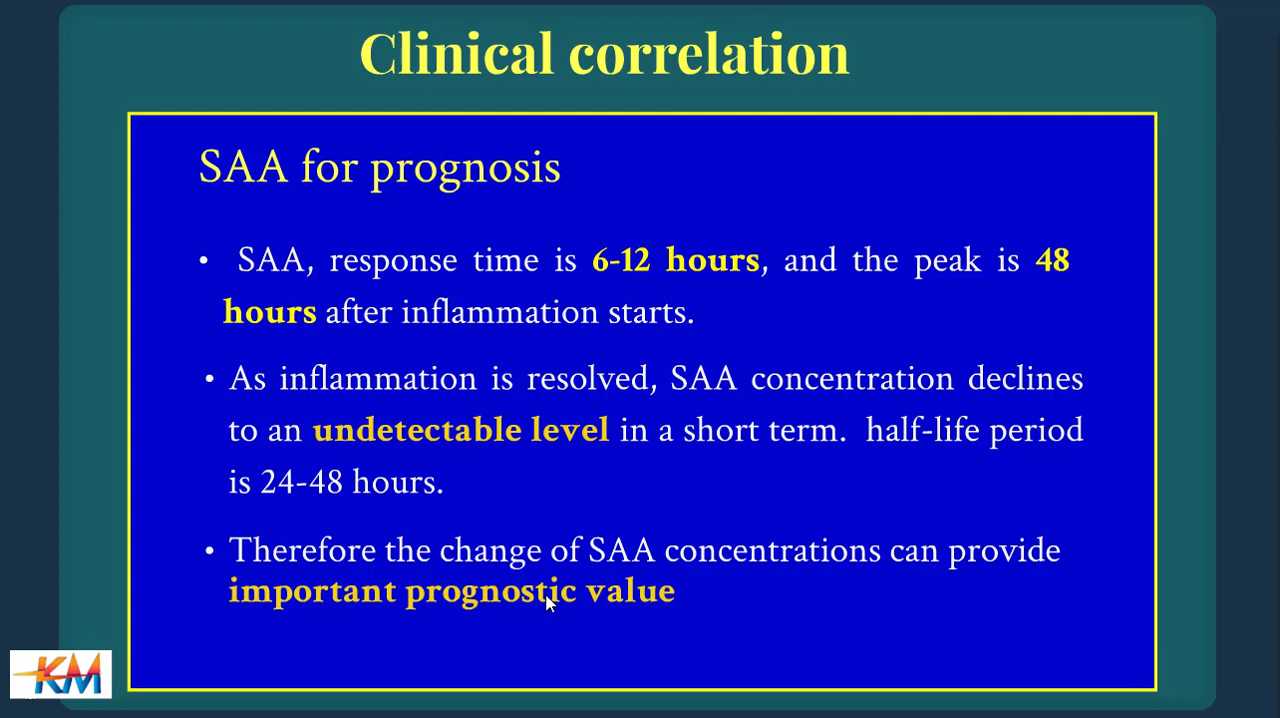 Clinical correlation
SAA for prognosis
• SAA, response time is 6-12 hours, and the peak is 48
hours after inflammation starts.
• As inflammation is resolved, SAA concentration declines
to an undetectable level in a short term. half-life period
is 24-48 hours.
• Therefore the change of SAA concentrations can provide
important prognostic value
KM